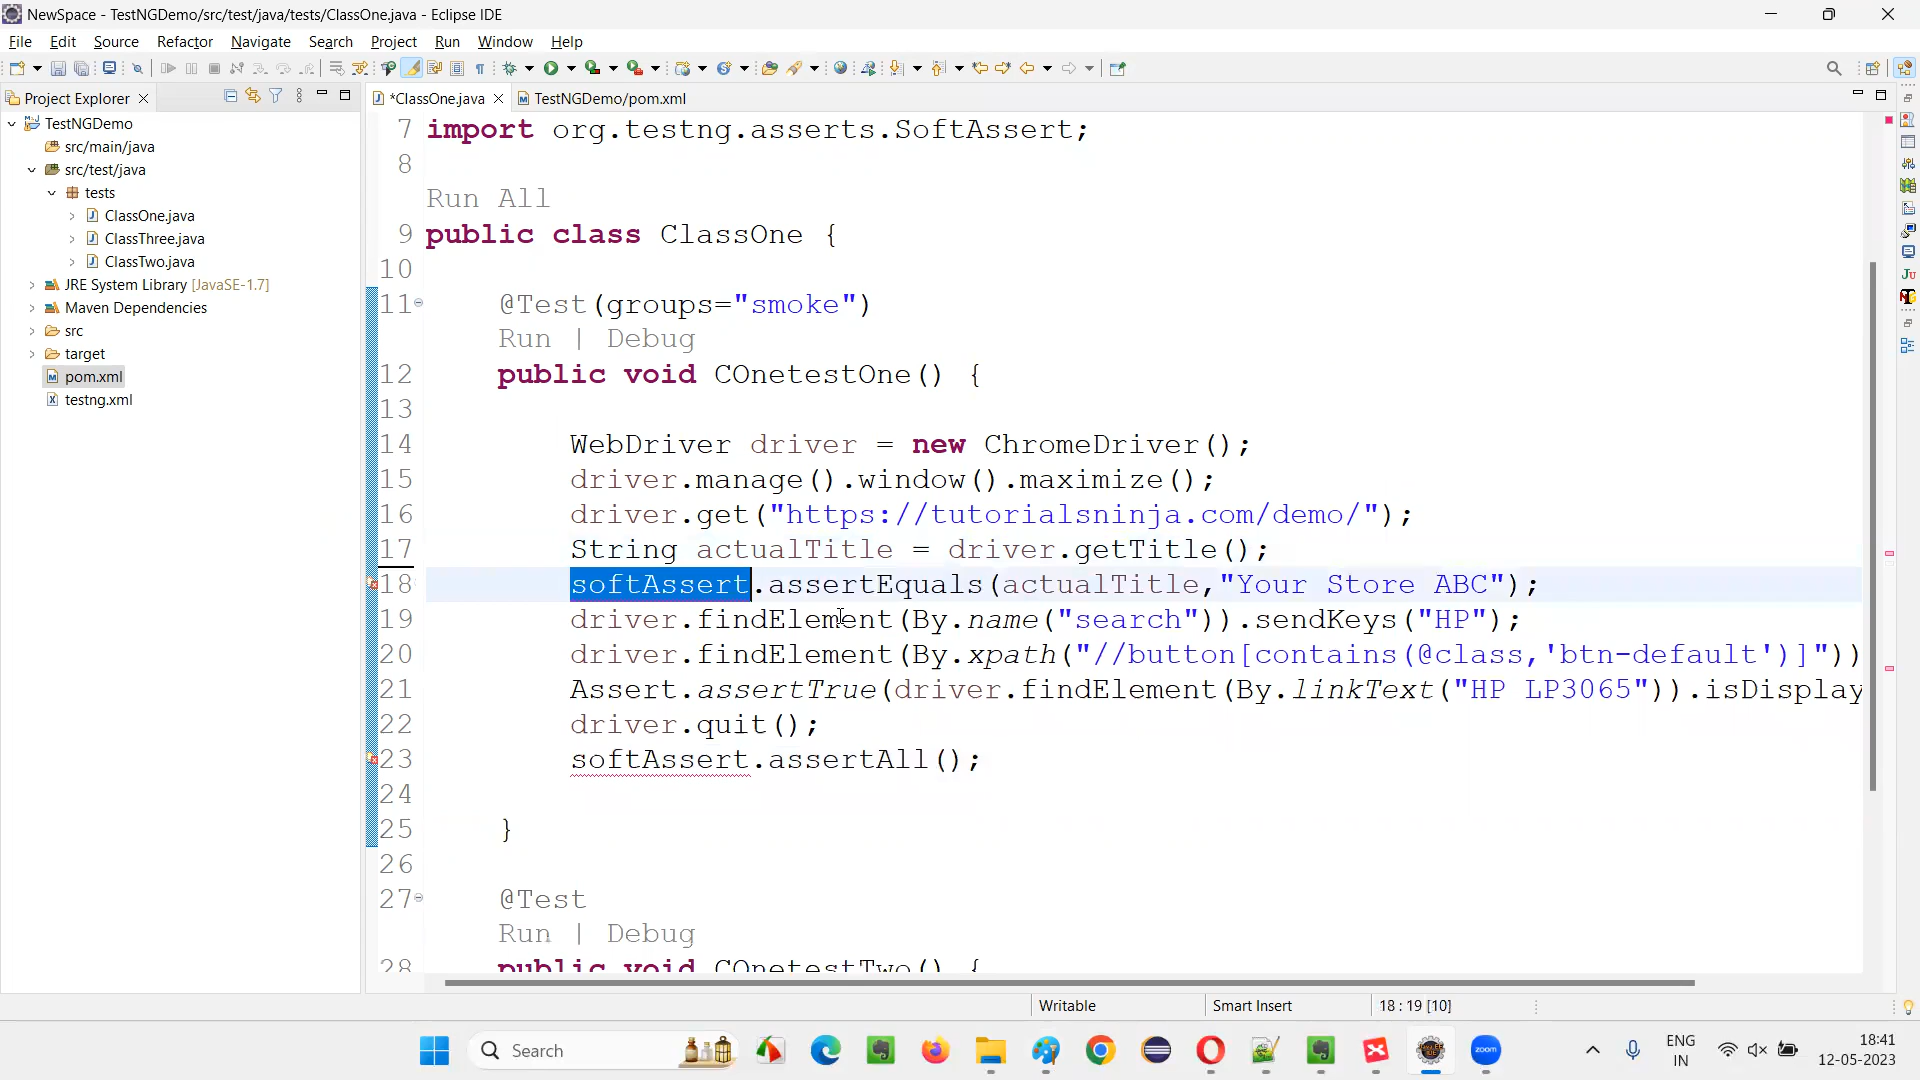 NewSpace - TestNGDemo/src/test/java/tests/ClassOne.java - Eclipse IDE
File Edit Source Refactor Navigate Search Project Run Window Help
Project Explorer
*ClassOne.java
TestNGDemo/pom.xml
TestNGDemo
src/main/java
src/test/java
tests
ClassOne.java
ClassThree.java
ClassTwo.java
JRE System Library [JavaSE-1.7]
Maven Dependencies
src
target
pom.xml
testng.xml
7 import org.testng.asserts.SoftAssert;
8
Run All
9 public class ClassOne {
10
11 @Test(groups="smoke")
Run | Debug
12 public void COnetestOne() {
13
14 WebDriver driver = new ChromeDriver();
15 driver.manage().window().maximize();
16 driver.get("https://tutorialsninja.com/demo/");
17 String actualTitle = driver.getTitle();
18 softAssert.assertEquals(actualTitle,"Your Store ABC");
19 driver.findElement(By.name("search")).sendKeys("HP");
20 driver.findElement(By.xpath("//button[contains(@class,'btn-default')]"))
21 Assert.assertTrue(driver.findElement(By.linkText("HP LP3065")).isDisplay
22 driver.quit();
23 softAssert.assertAll();
24
25 }
26
27 @Test
Run | Debug
28 public void COnetestTwo() {
Writable
Smart Insert
18 : 19 [10]
Search
zoom
ENG
IN
18:41
12-05-2023